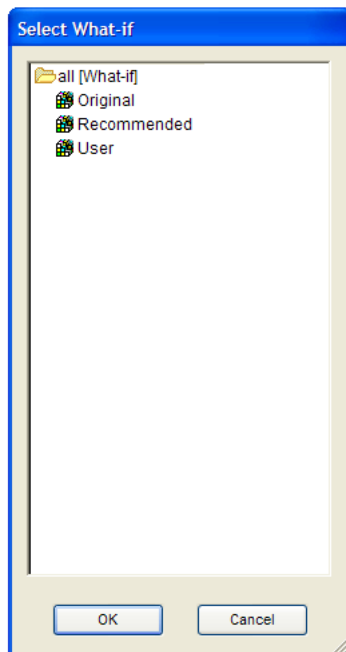 Select What-if
all [What-if]
Original
Recommended
User
OK
Cancel